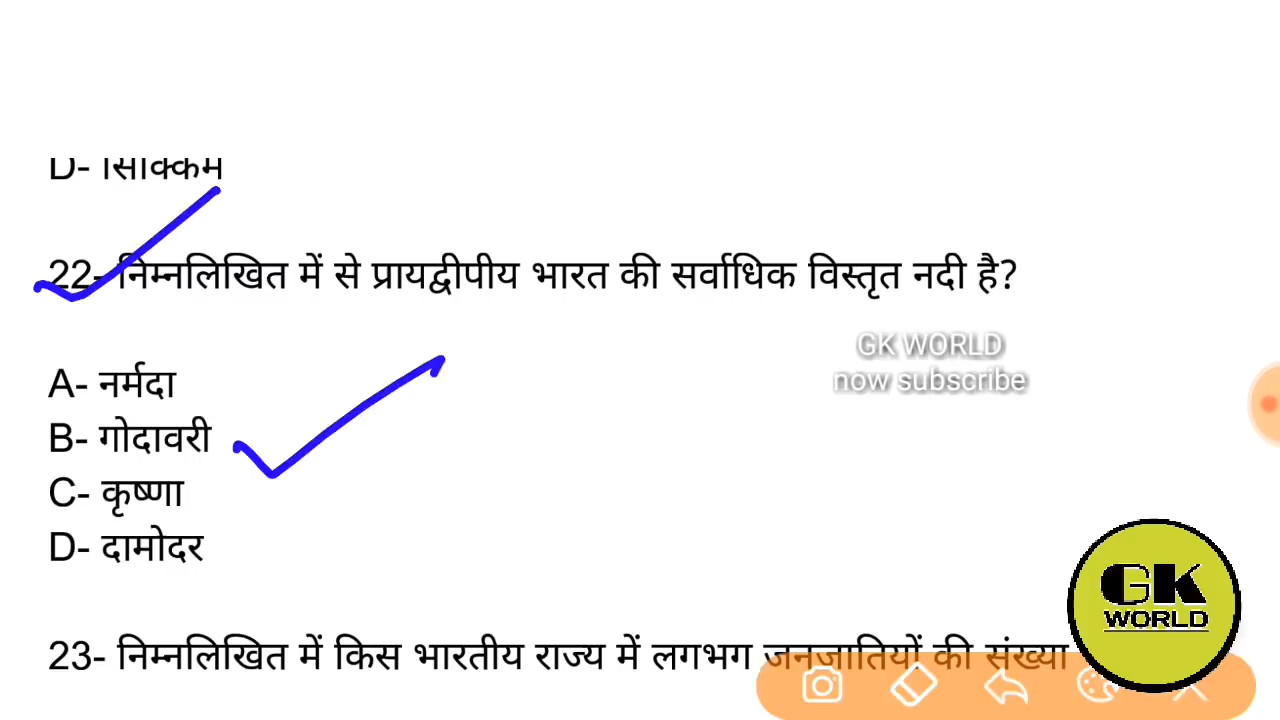 D- सिक्किम
22- निम्नलिखित में से प्रायद्वीपीय भारत की सर्वाधिक विस्तृत नदी है?
GK WORLD
now subscribe
A- नर्मदा
B- गोदावरी
C- कृष्णा
D- दामोदर
GK
WORLD
23- निम्नलिखित में किस भारतीय राज्य में लगभग जनजातियों की संख्या